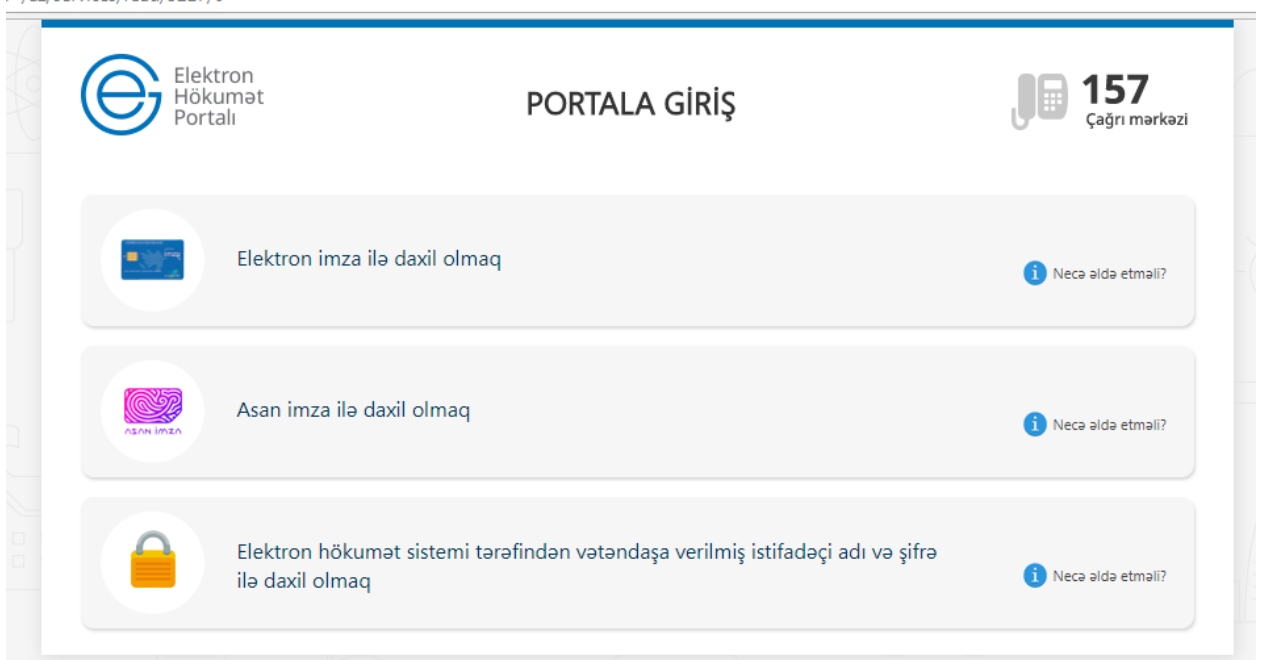 Elektron
Hökumət
Portalı
PORTALA GİRİŞ
157
Çağrı mərkəzi
Elektron imza ilə daxil olmaq
Necə əldə etməli?
ASAN İMZA
Asan imza ilə daxil olmaq
Necə əldə etməli?
Elektron hökumət sistemi tərəfindən vətəndaşa verilmiş istifadəçi adı və şifrə
ilə daxil olmaq
Necə əldə etməli?